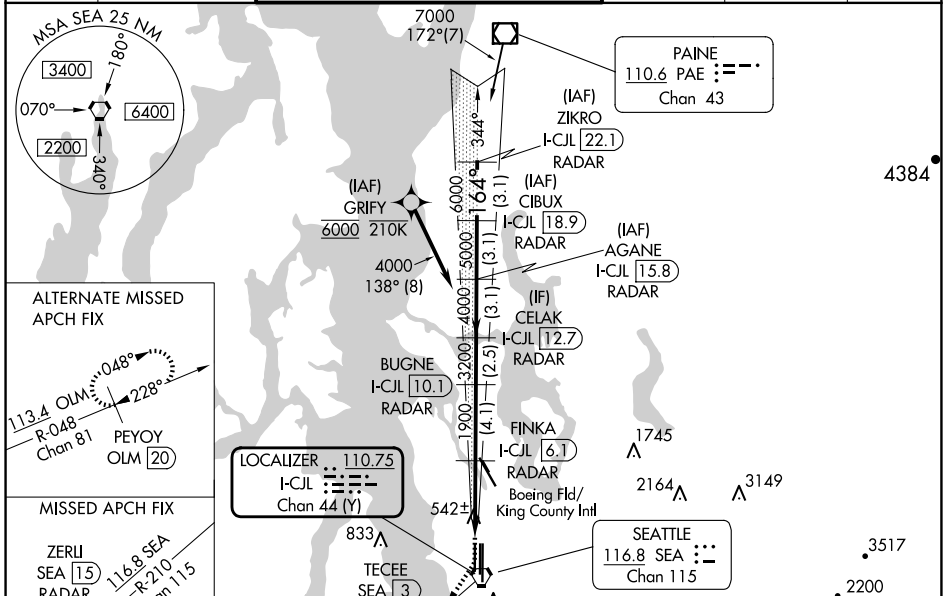 MSA SEA 25 NM
180°
3400
070°
6400
2200
340°
7000
172°(7)
PAINE
110.6 PAE
Chan 43
344°
164°
(IAF)
ZIKRO
I-CJL 22.1
RADAR
4384
6000
(3.1)
(IAF)
GRIFY
6000 210K
(IAF)
CIBUX
I-CJL 18.9
RADAR
5000
(3.1)
(IAF)
AGANE
I-CJL 15.8
RADAR
4000
138° (8)
4000
(3.1)
(IF)
CELAK
I-CJL 12.7
RADAR
3200
(2.5)
BUGNE
I-CJL 10.1
RADAR
1900
(4.1)
FINKA
I-CJL 6.1
RADAR
Boeing Fld/
King County Intl
1745
2164
3149
ALTERNATE MISSED
APCH FIX
048°
228°
113.4 OLM
R-048
Chan 81
PEYOY
OLM 20
LOCALIZER 110.75
I-CJL
Chan 44 (Y)
542±
833
MISSED APCH FIX
ZERLI
SEA 15
RADAR
116.8 SEA
R-210
an 115
TECEE
SEA 3
SEATTLE
116.8 SEA
Chan 115
3517
2200